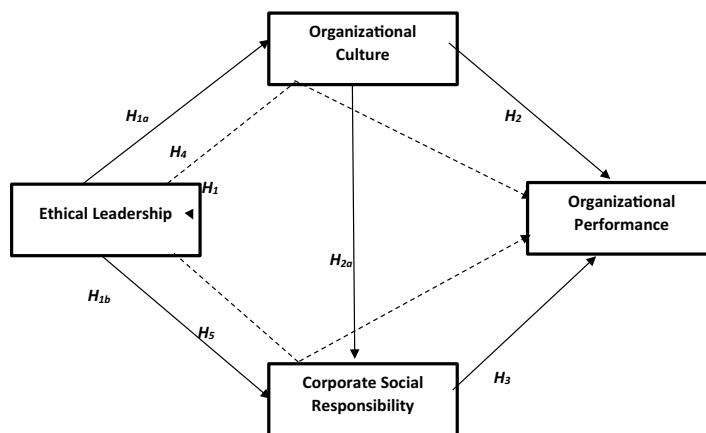 Organizational
Culture
H1a
H2
H4
H1
Ethical Leadership
Organizational
Performance
H2a
H1b
H5
Corporate Social
Responsibility
H3